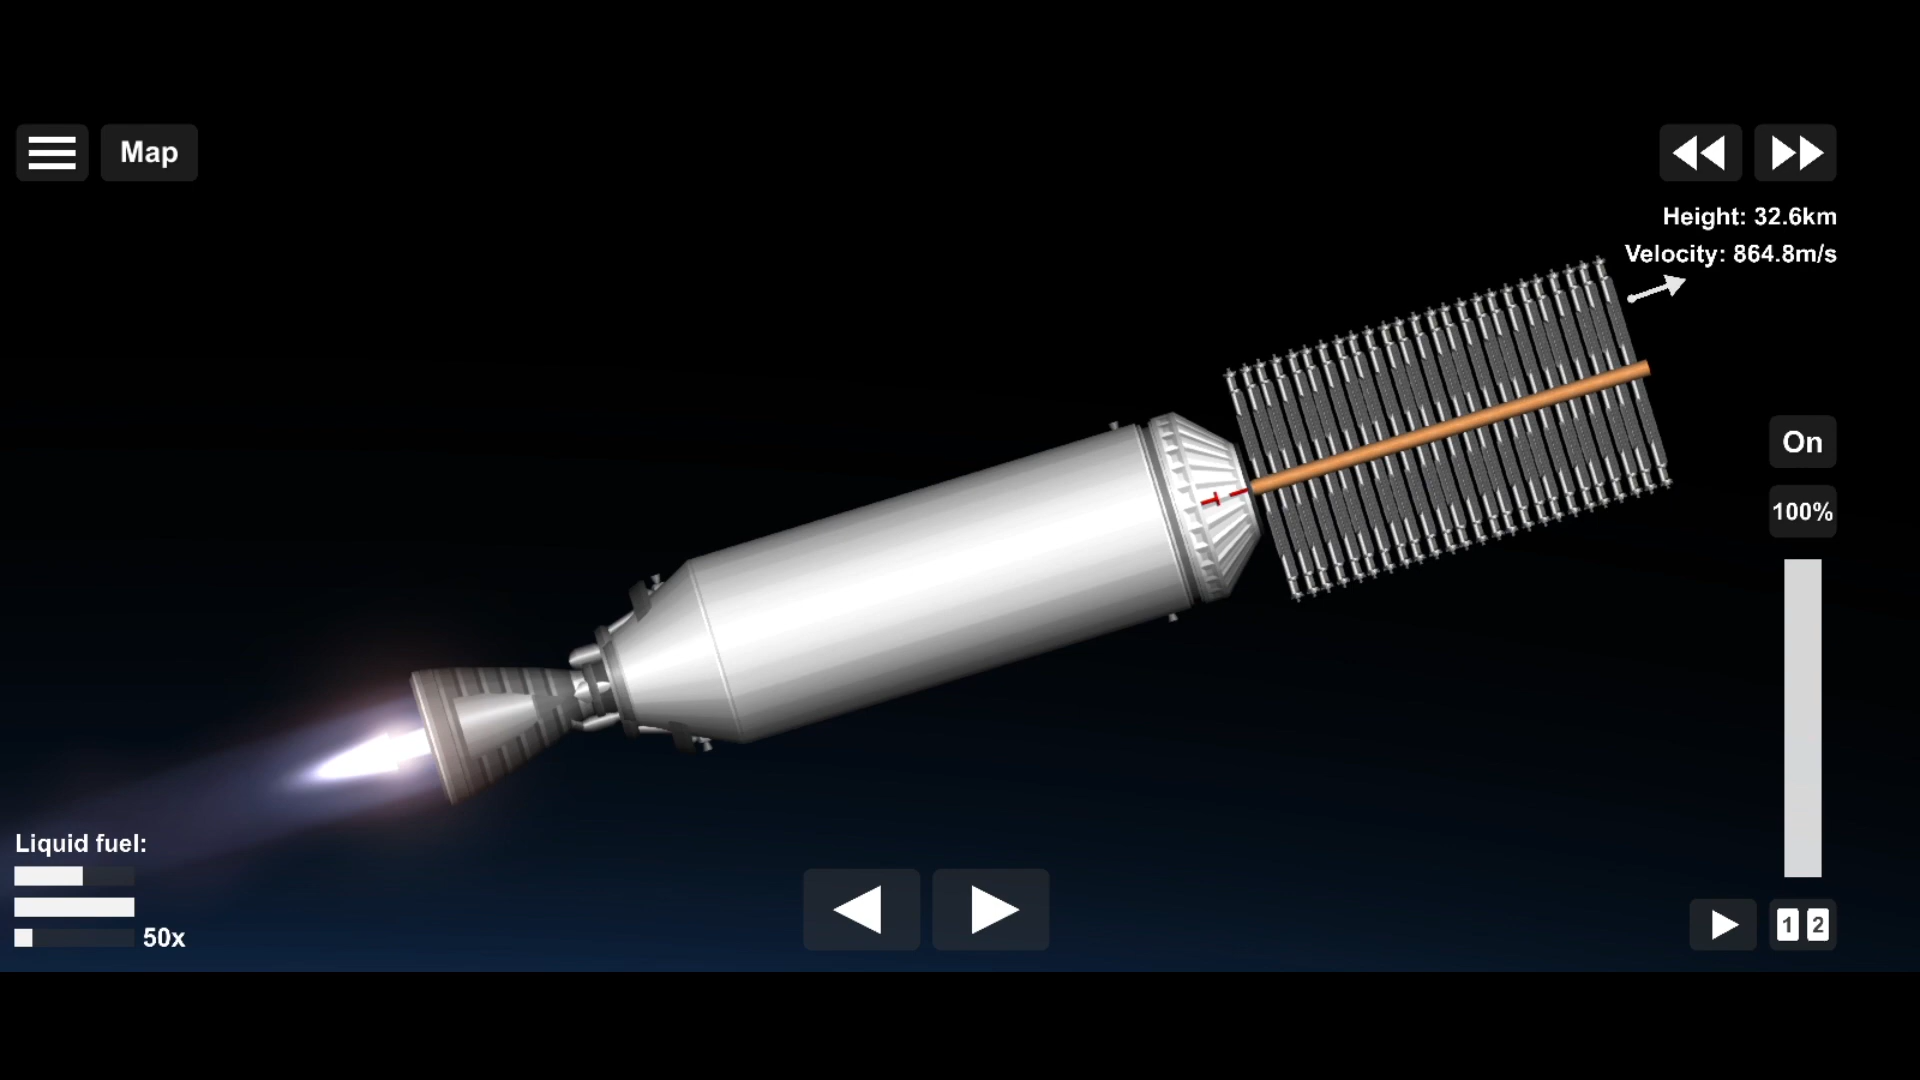 Map
Height: 32.6km
Velocity: 864.8m/s
On
100%
Liquid fuel:
50x
1 2